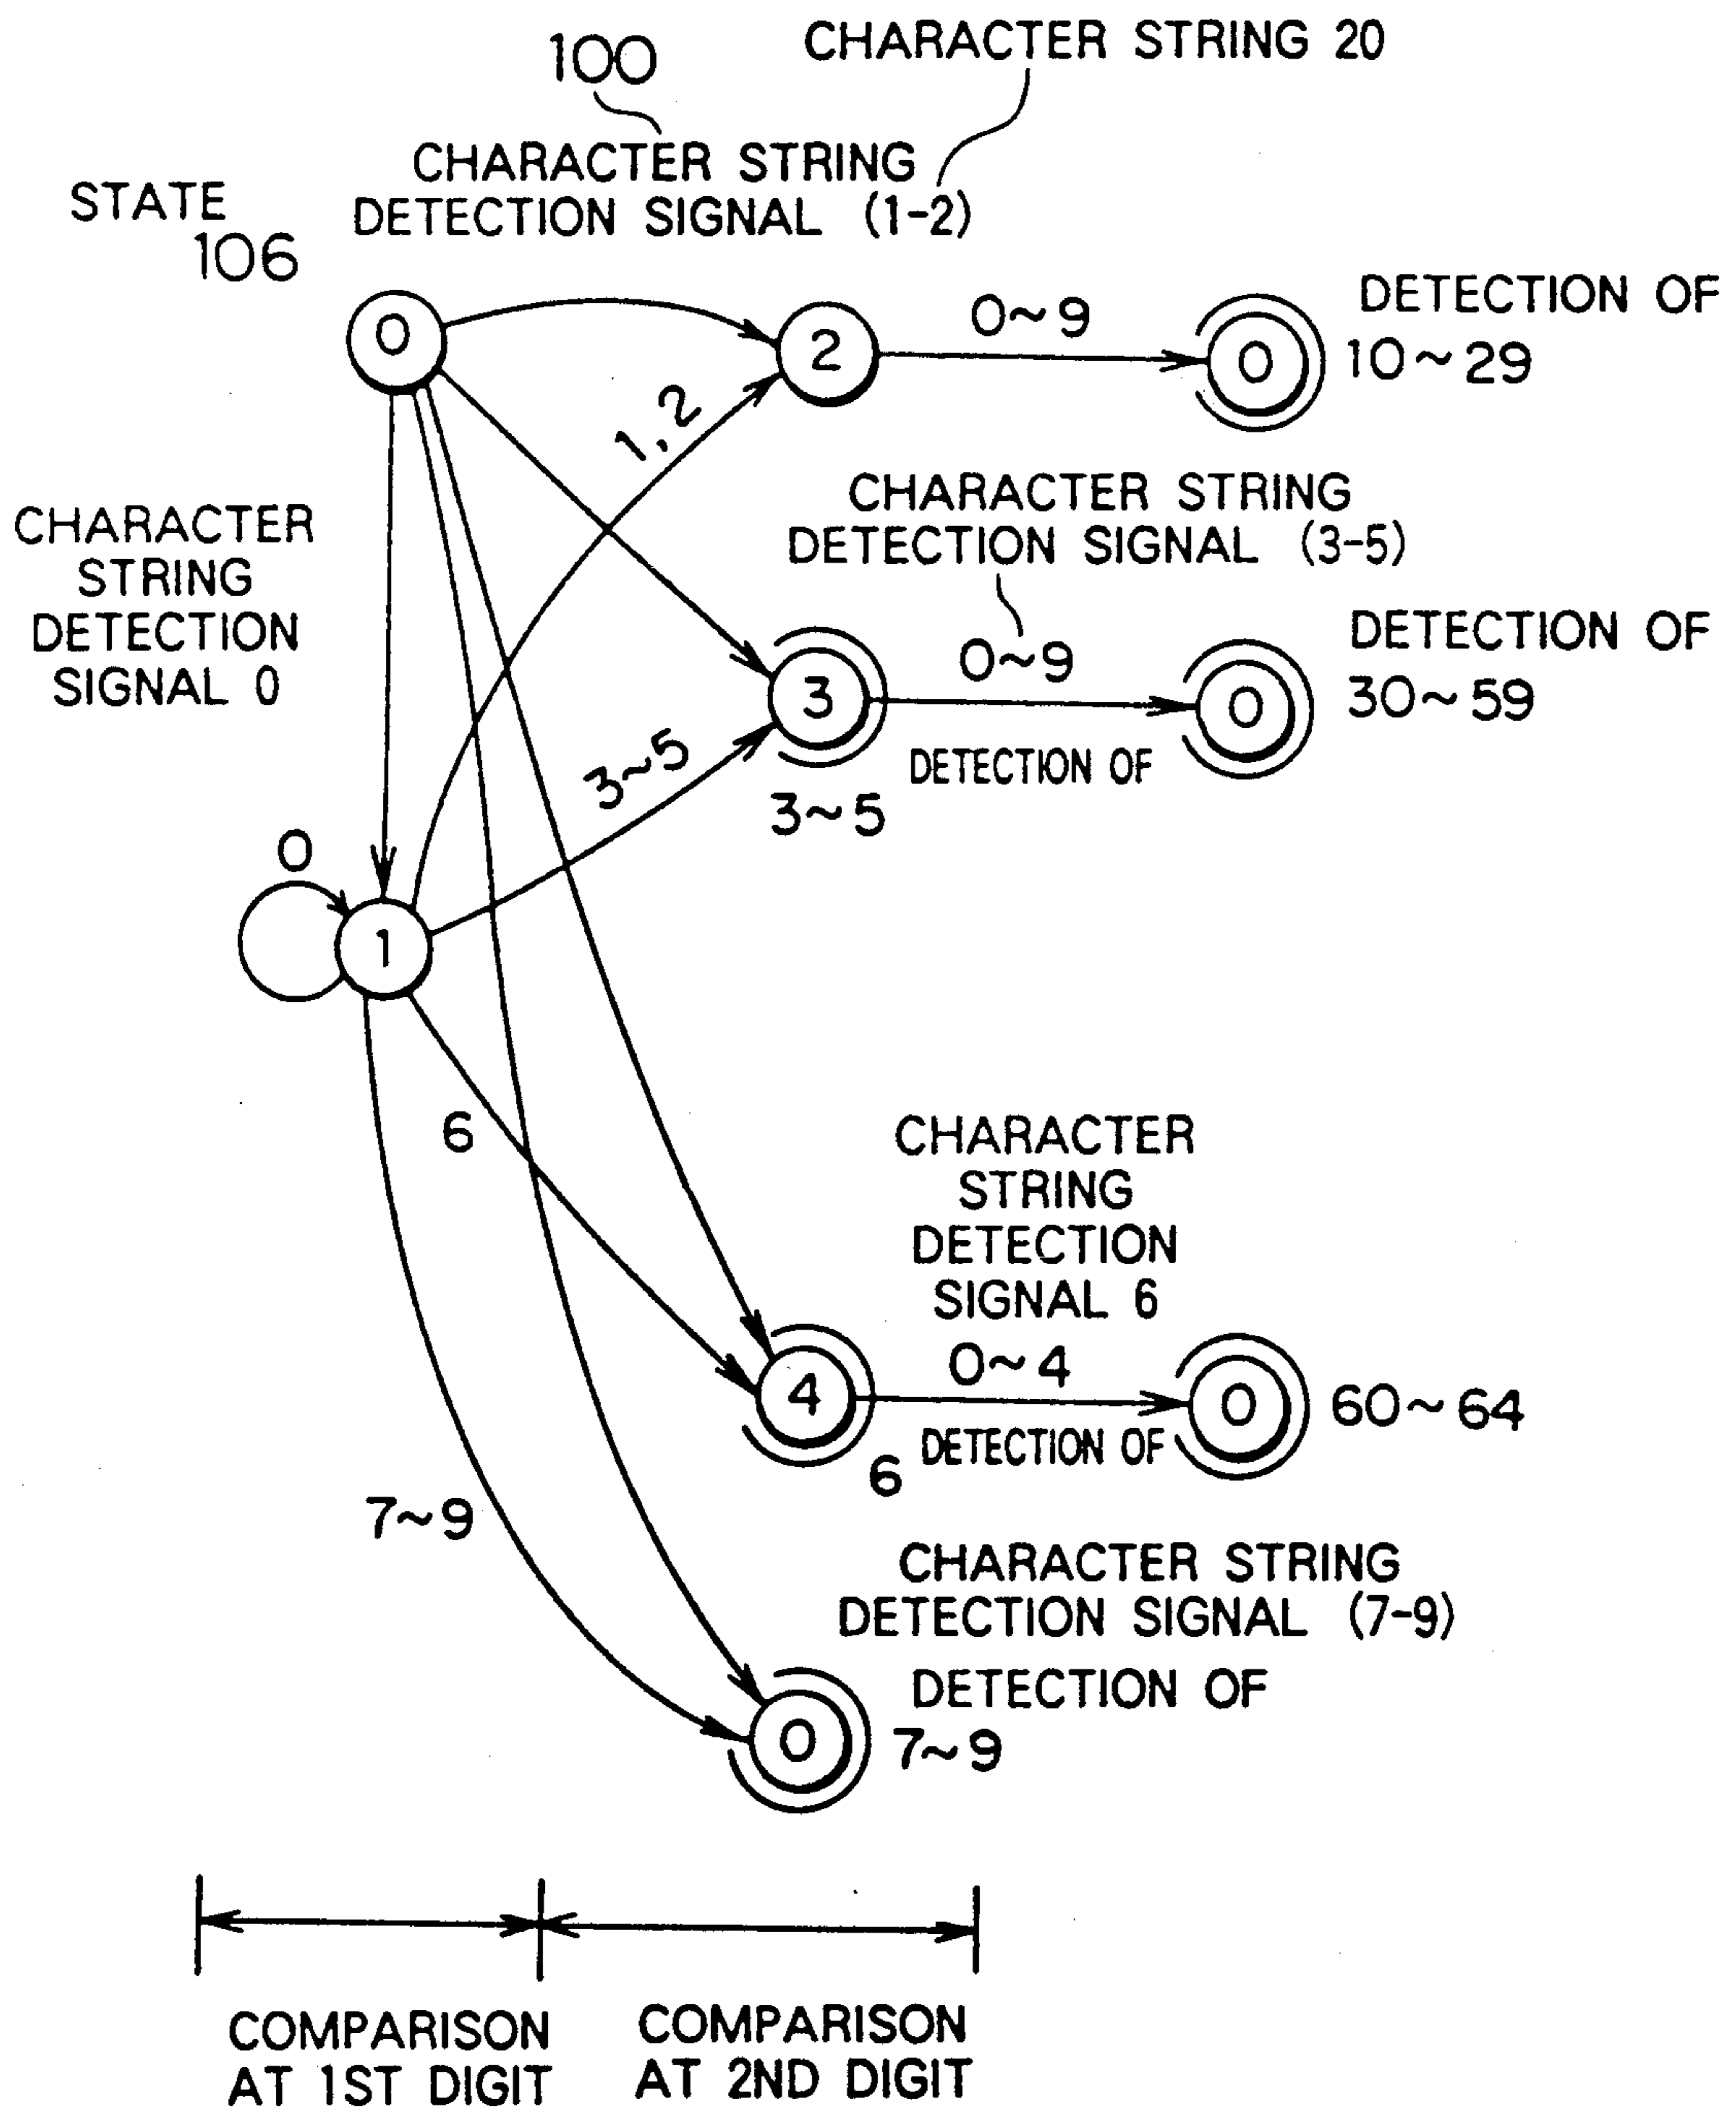 100
CHARACTER STRING 20
CHARACTER STRING
DETECTION SIGNAL (1-2)
STATE
106
0
2
0~9
0
DETECTION OF
10~29
1,2
CHARACTER
STRING
DETECTION
SIGNAL 0
CHARACTER STRING
DETECTION SIGNAL (3-5)
3
0~9
0
DETECTION OF
30~59
DETECTION OF
3~5
3~5
0
1
6
CHARACTER
STRING
DETECTION
SIGNAL 6
4
0~4
0
60~64
DETECTION OF
6
7~9
CHARACTER STRING
DETECTION SIGNAL (7-9)
DETECTION OF
0
7~9
COMPARISON
AT 1ST DIGIT
COMPARISON
AT 2ND DIGIT